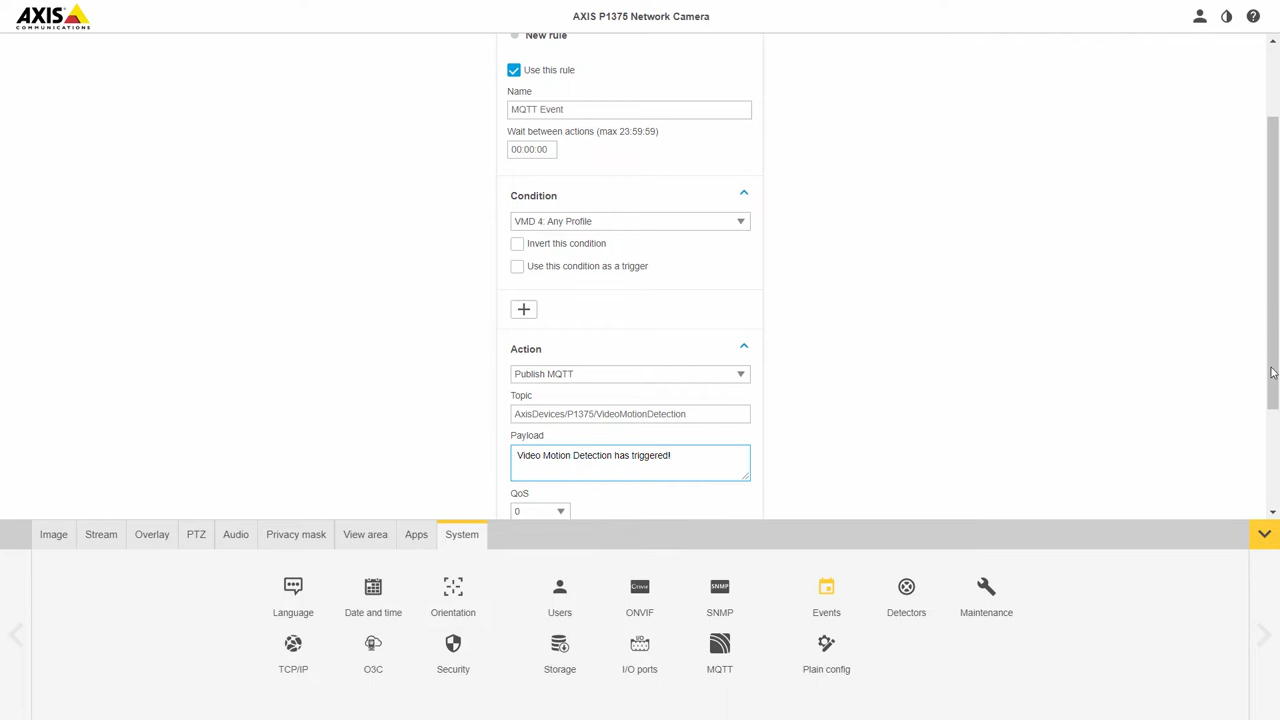 AXIS
COMMUNICATIONS
AXIS P1375 Network Camera
New rule
Use this rule
Name
MQTT Event
Wait between actions (max 23:59:59)
00:00:00
Condition
VMD 4: Any Profile
Invert this condition
Use this condition as a trigger
Action
Publish MQTT
Topic
AxisDevices/P1375/VideoMotionDetection
Payload
Video Motion Detection has triggered!
QoS
0
Image Stream Overlay PTZ Audio Privacy mask View area Apps System
Onvif SNMP
Language Date and time Orientation Users ONVIF SNMP Events Detectors Maintenance
I/O
TCP/IP O3C Security Storage I/O ports MQTT Plain config